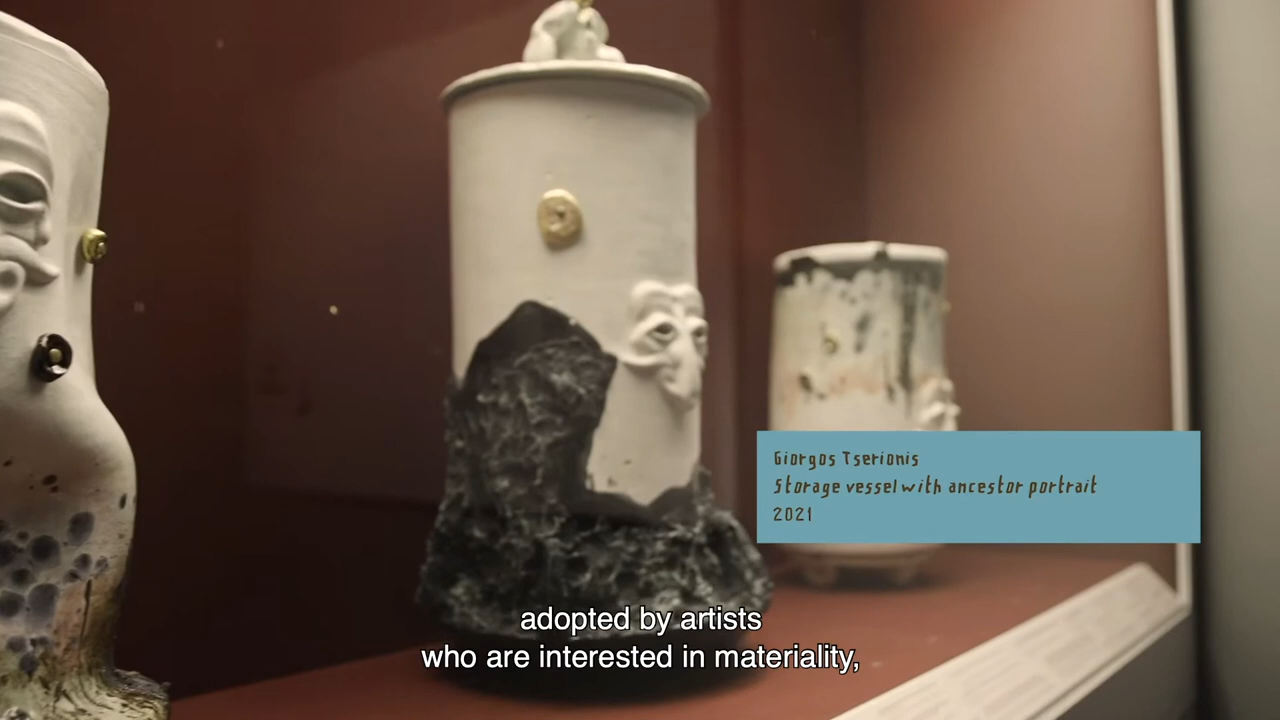 Giorgos Tserionis
Storage vessel with ancestor portrait
2021
adopted by artists
who are interested in materiality,